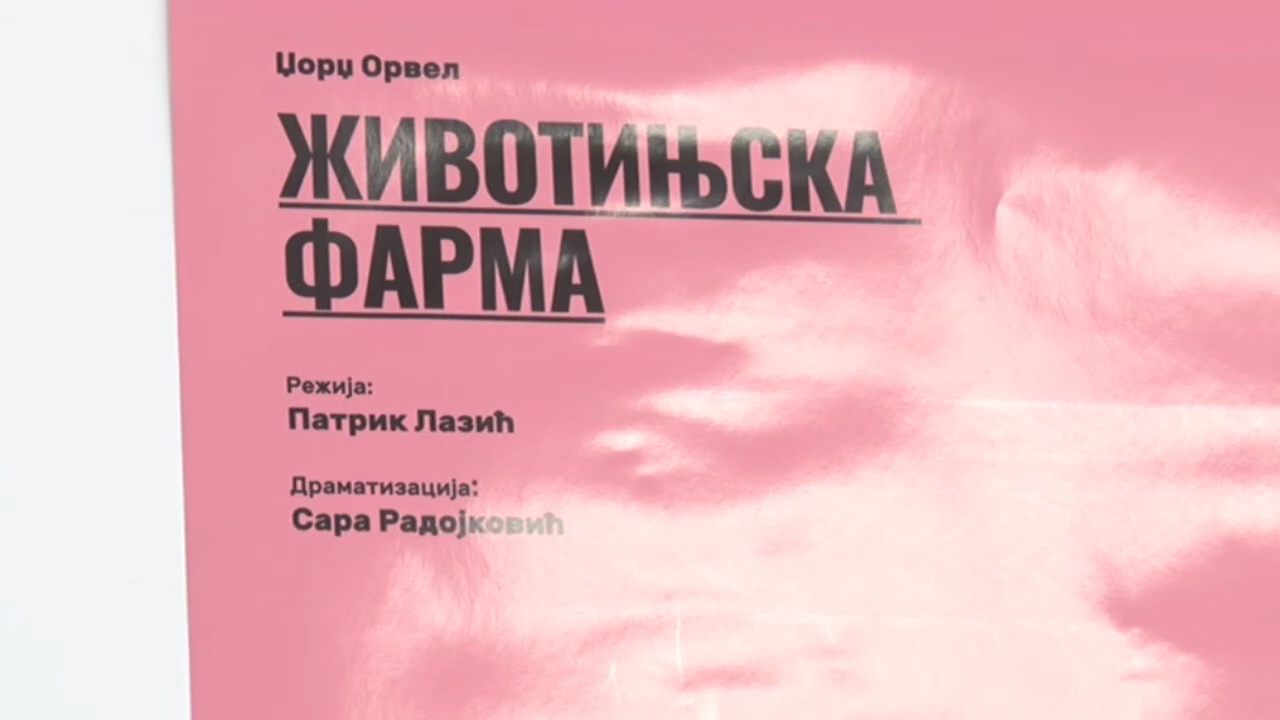 Џорџ Орвел
ЖИВОТИЊСКА
ФАРМА
Режија:
Патрик Лазић
Драматизација:
Сара Радојковић